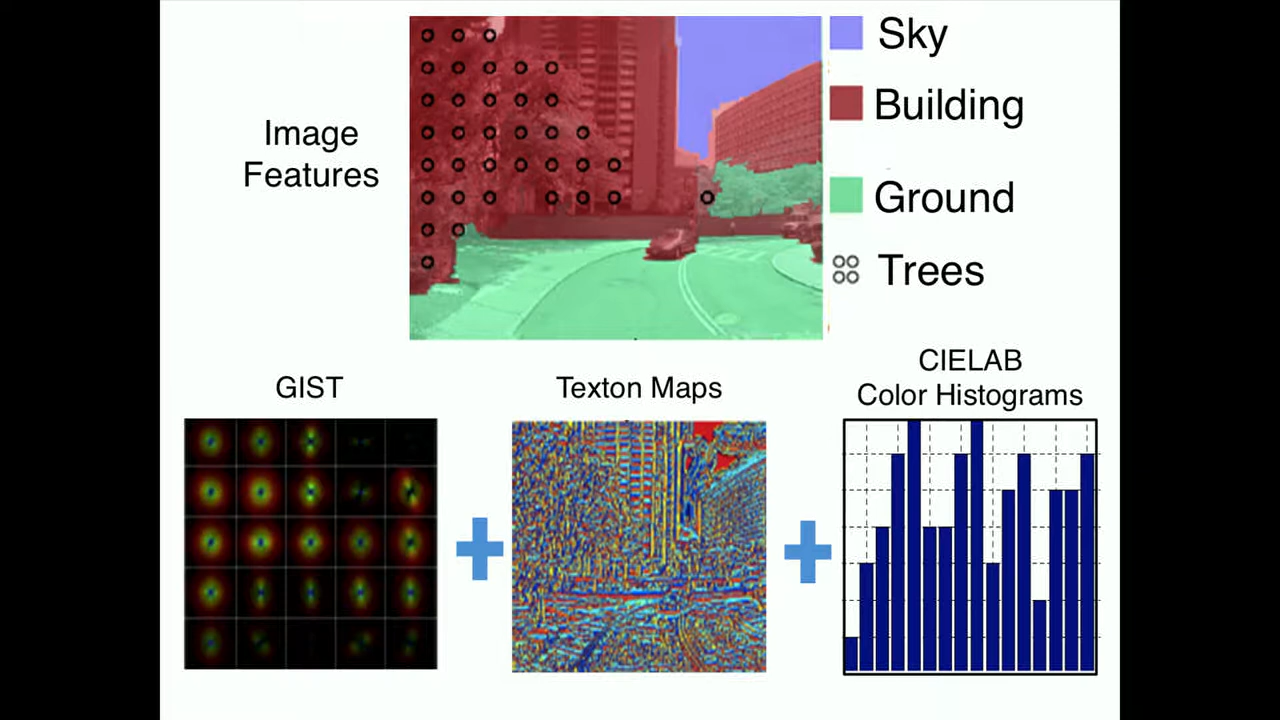 Image
Features
Sky
Building
Ground
Trees
GIST
Texton Maps
CIELAB
Color Histograms